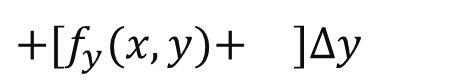 +[f_y(x, y)+ ]Δy